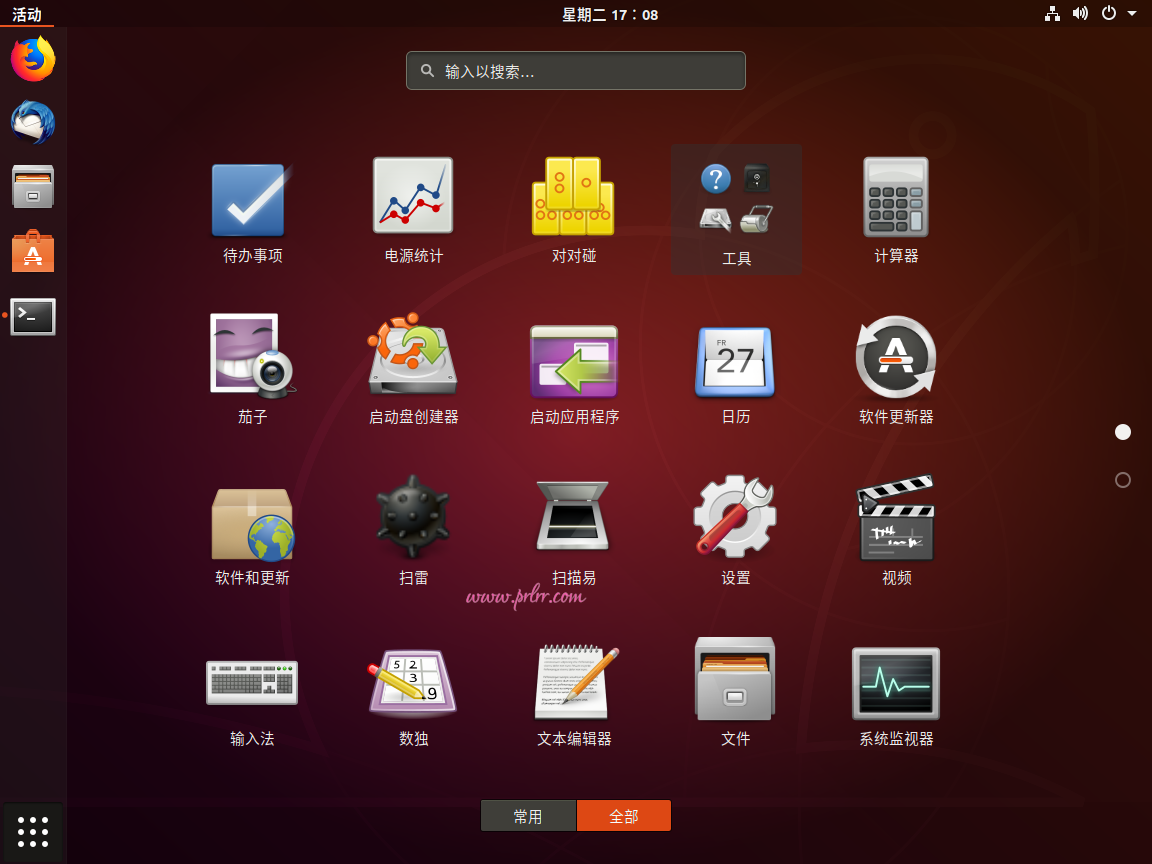 活动
星期二 17：08
输入以搜索…
待办事项
电源统计
对对碰
工具
计算器
茄子
启动盘创建器
启动应用程序
FR
27
日历
软件更新器
软件和更新
扫雷
扫描易
设置
视频
www.prlrr.com
5 2
3
9
输入法
数独
文本编辑器
文件
系统监视器
常用
全部